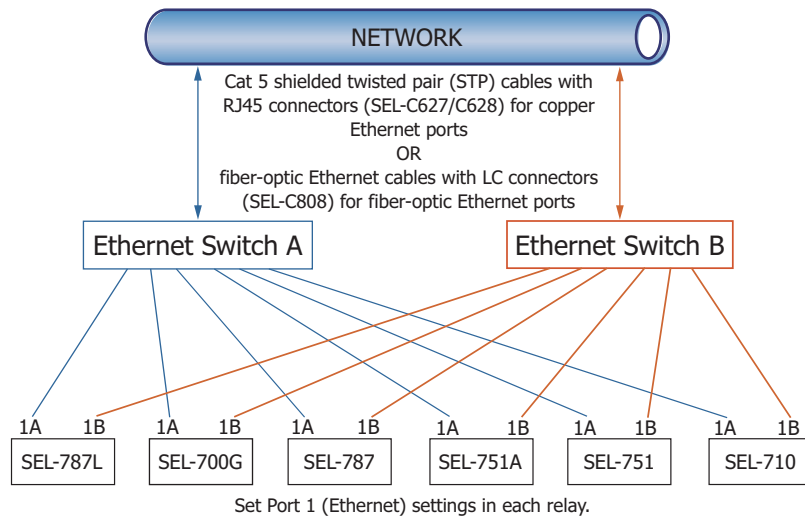 NETWORK
Cat 5 shielded twisted pair (STP) cables with
RJ45 connectors (SEL-C627/C628) for copper
Ethernet ports
OR
fiber-optic Ethernet cables with LC connectors
(SEL-C808) for fiber-optic Ethernet ports
Ethernet Switch A
Ethernet Switch B
1A 1B 1A 1B 1A 1B 1A 1B 1A 1B 1A 1B
SEL-787L SEL-700G SEL-787 SEL-751A SEL-751 SEL-710
Set Port 1 (Ethernet) settings in each relay.